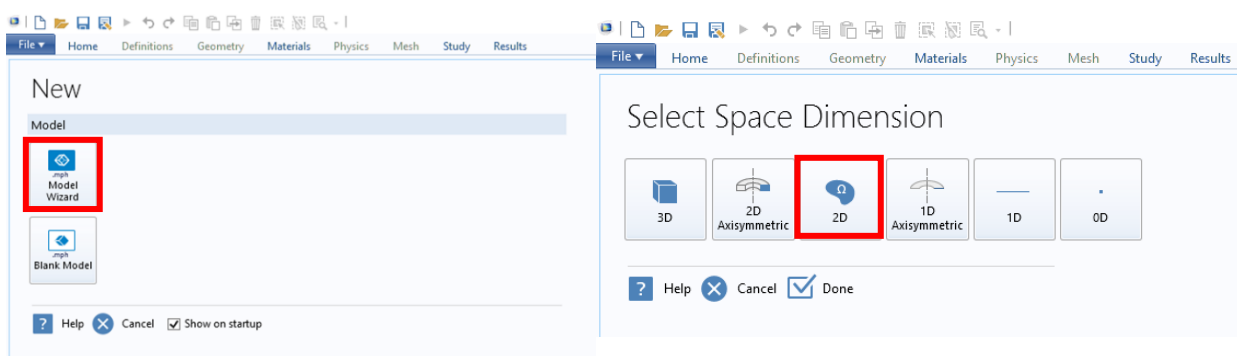 File Home Definitions Geometry Materials Physics Mesh Study Results
New
Model
.mph
Model
Wizard
.mph
Blank Model
? Help Cancel Show on startup
File Home Definitions Geometry Materials Physics Mesh Study Results
Select Space Dimension
3D
2D
Axisymmetric
Ω
2D
1D
Axisymmetric
1D
0D
? Help Cancel Done